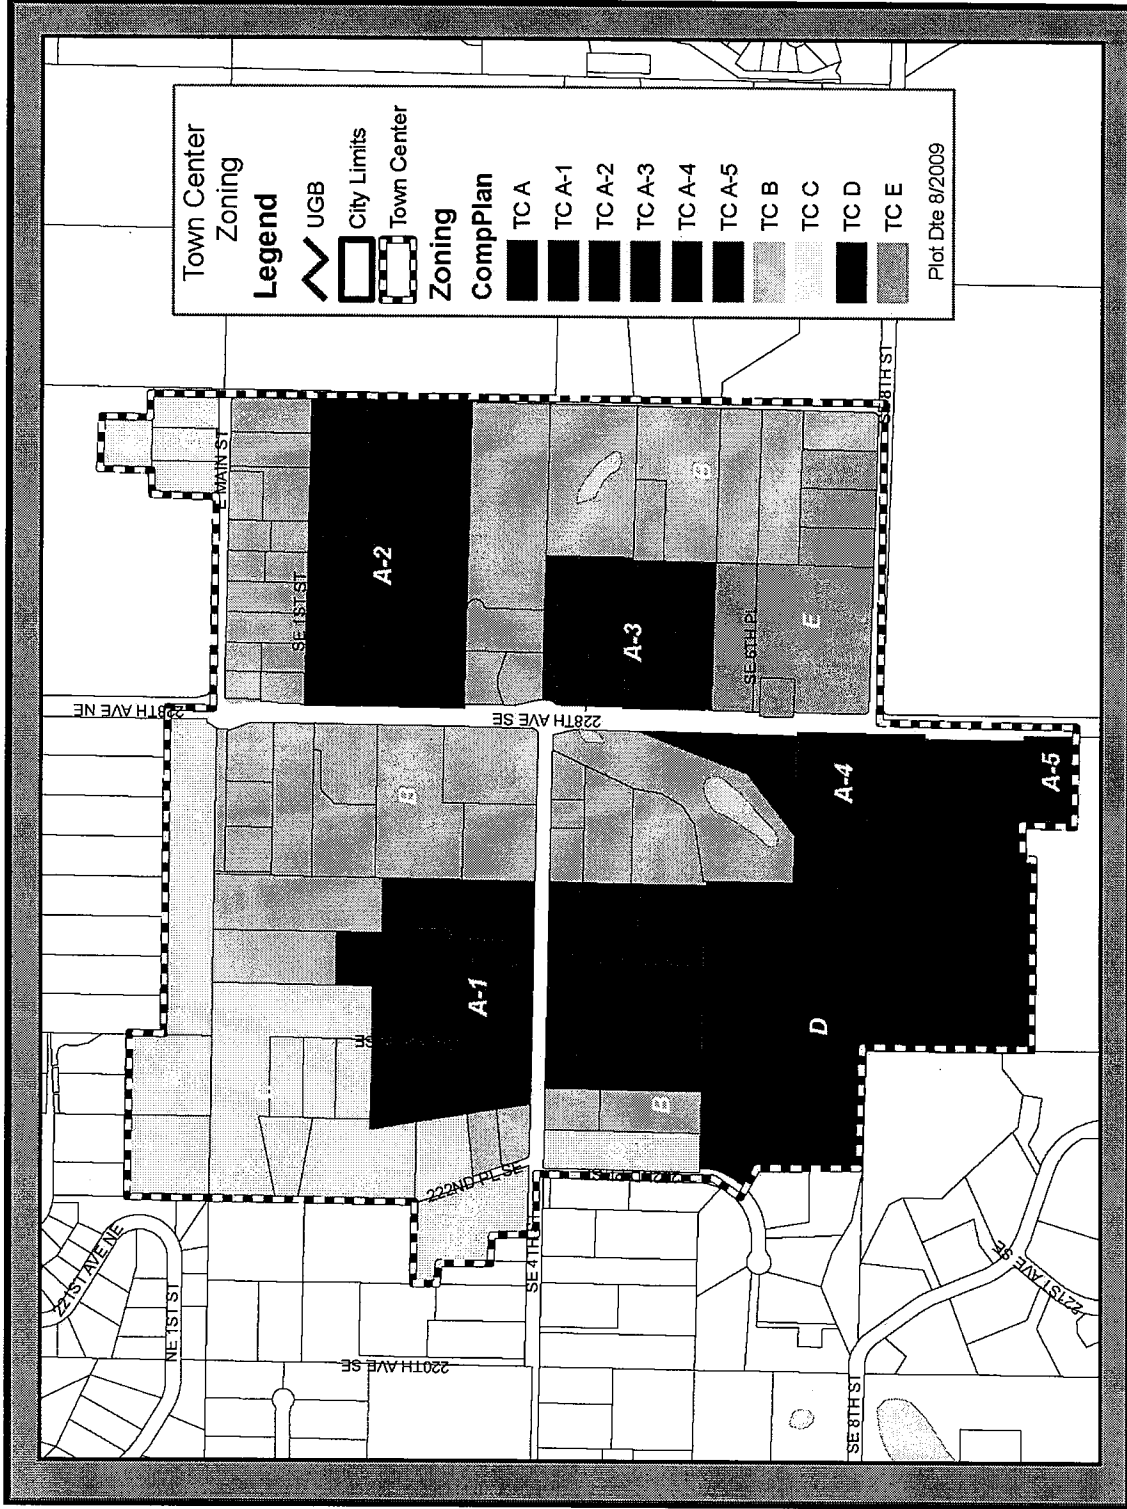 Town Center
Zoning
Legend
UGB
City Limits
Town Center
Zoning
CompPlan
TC A
TC A-1
TC A-2
TC A-3
TC A-4
TC A-5
TC B
TC C
TC D
TC E
Plot Dte 8/2009
221ST AVE NE
NE 1ST ST
220TH AVE SE
222ND PL SE
SE 4TH
SE 8TH ST
221ST AVE SE
A-1
B
D
B
228TH AVE NE
228TH AVE SE
A-4
A-5
E MAIN ST
SE 1ST ST
A-2
A-3
SE 6TH PL
E
B
SE 8TH ST